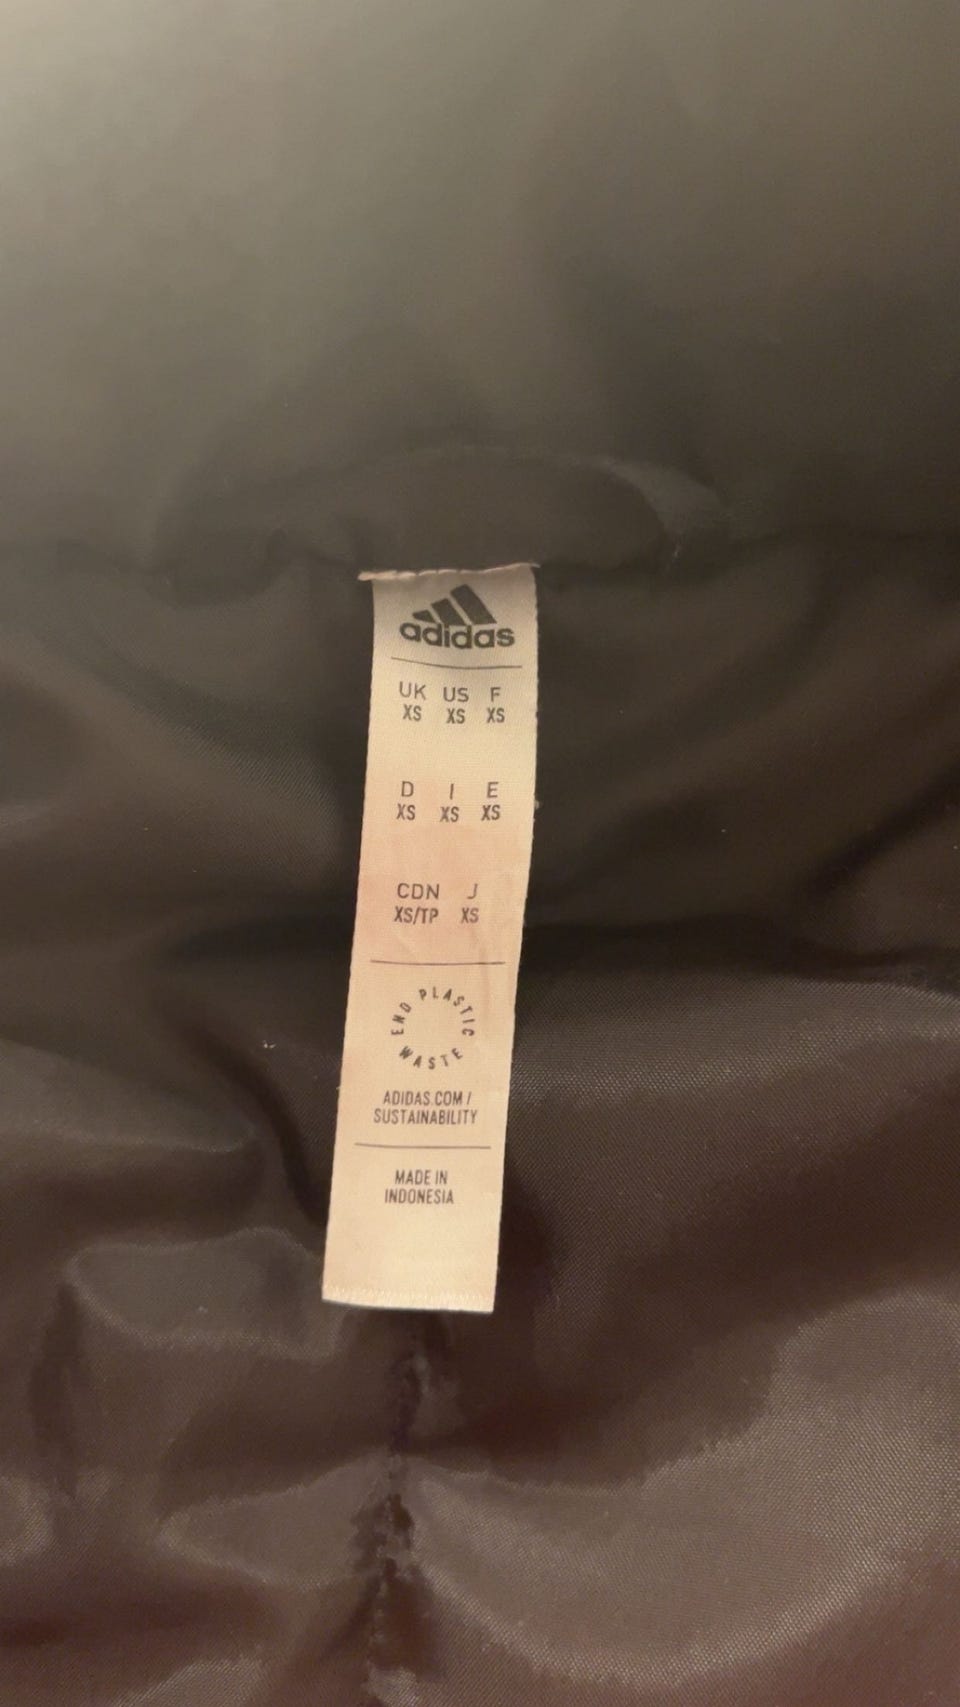 adidas
UK US F
XS XS XS
D I E
XS XS XS
CDN J
XS/TP XS
END PLASTIC WASTE
ADIDAS.COM/
SUSTAINABILITY
MADE IN
INDONESIA